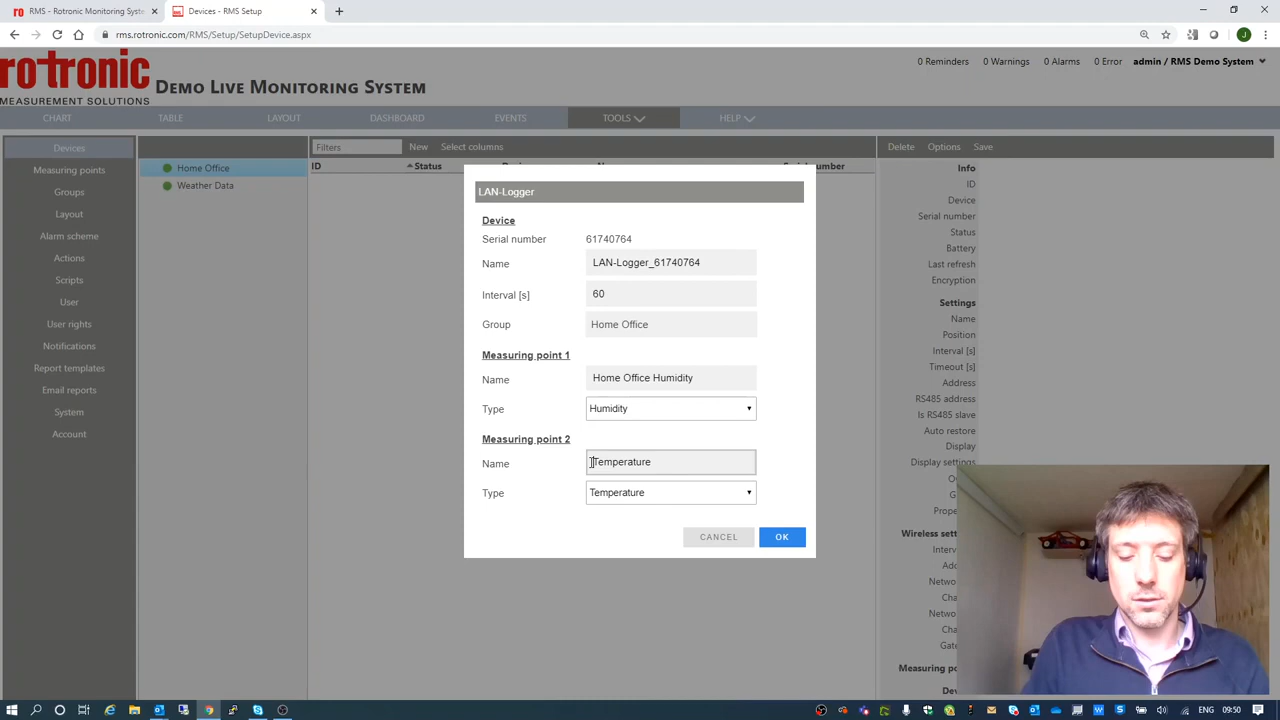 RMS - Rotronic Monitoring Syste
Devices - RMS Setup
rms.rotronic.com/RMS/Setup/SetupDevice.aspx
J
rotronic
MEASUREMENT SOLUTIONS
DEMO LIVE MONITORING SYSTEM
0 Reminders
0 Warnings
0 Alarms
0 Error
admin / RMS Demo System
CHART
TABLE
LAYOUT
DASHBOARD
EVENTS
TOOLS
HELP
Devices
Measuring points
Groups
Layout
Alarm scheme
Actions
Scripts
User
User rights
Notifications
Report templates
Email reports
System
Account
Home Office
Weather Data
Filters
New
Select columns
ID
Status
LAN-Logger
Device
Serial number
61740764
Name
LAN-Logger_61740764
Interval [s]
60
Group
Home Office
Measuring point 1
Name
Home Office Humidity
Type
Humidity
Measuring point 2
Name
Temperature
Type
Temperature
CANCEL
OK
Delete
Options
Save
Info
ID
Device
Serial number
Status
Battery
Last refresh
Encryption
Settings
Name
Position
Interval [s]
Timeout [s]
Address
RS485 address
Is RS485 slave
Auto restore
Display
Display settings
Wireless set
Measuring po
ENG
09:50